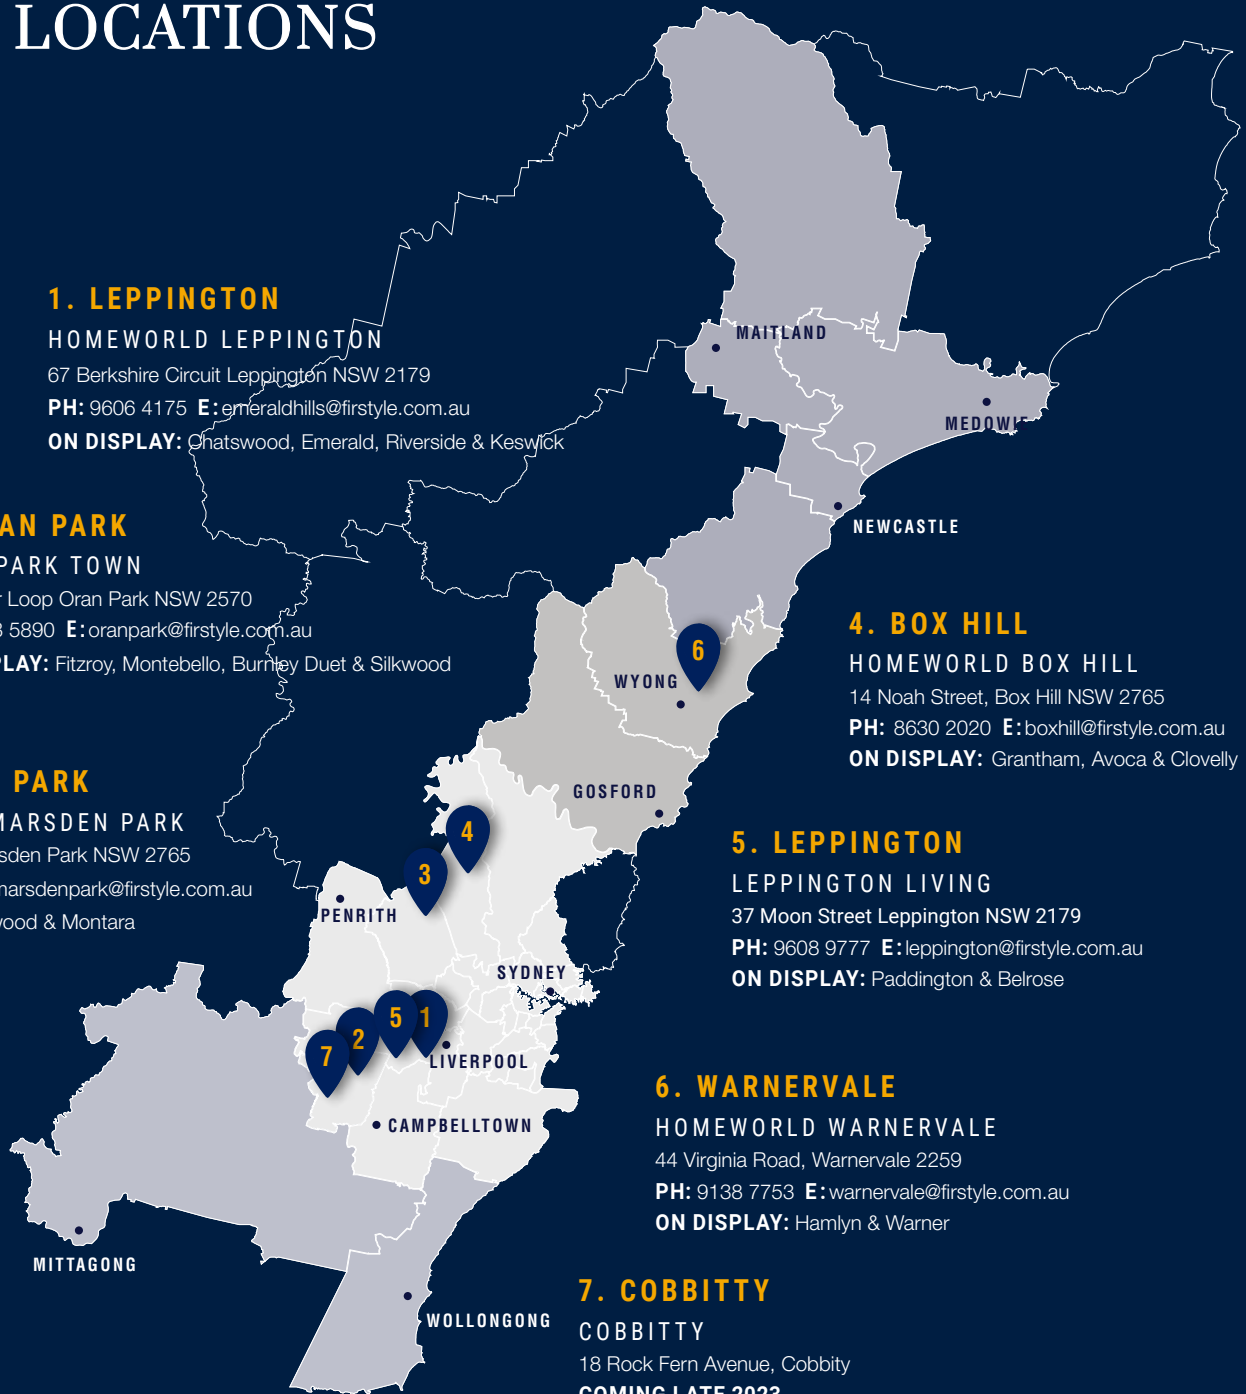 LOCATIONS
1. LEPPINGTON
HOMEWORLD LEPPINGTON
67 Berkshire Circuit Leppington NSW 2179
PH: 9606 4175 E: emeraldhills@firstyle.com.au
ON DISPLAY: Chatswood, Emerald, Riverside & Keswick
AN PARK
PARK TOWN
Loop Oran Park NSW 2570
5890 E: oranpark@firstyle.com.au
PLAY: Fitzroy, Montebello, Burnley Duet & Silkwood
PARK
MARSDEN PARK
sden Park NSW 2765
marsdenpark@firstyle.com.au
wood & Montara
4. BOX HILL
HOMEWORLD BOX HILL
14 Noah Street, Box Hill NSW 2765
PH: 8630 2020 E: boxhill@firstyle.com.au
ON DISPLAY: Grantham, Avoca & Clovelly
5. LEPPINGTON
LEPPINGTON LIVING
37 Moon Street Leppington NSW 2179
PH: 9608 9777 E: leppington@firstyle.com.au
ON DISPLAY: Paddington & Belrose
6. WARNERVALE
HOMEWORLD WARNERVALE
44 Virginia Road, Warnervale 2259
PH: 9138 7753 E: warnervale@firstyle.com.au
ON DISPLAY: Hamlyn & Warner
7. COBBITTY
COBBITTY
18 Rock Fern Avenue, Cobbity
COMING LATE 2023
MAITLAND
MEDOWIE
NEWCASTLE
6
WYONG
GOSFORD
4
3
PENRITH
SYDNEY
5
1
2
7
LIVERPOOL
CAMPBELLTOWN
MITTAGONG
WOLLONGONG